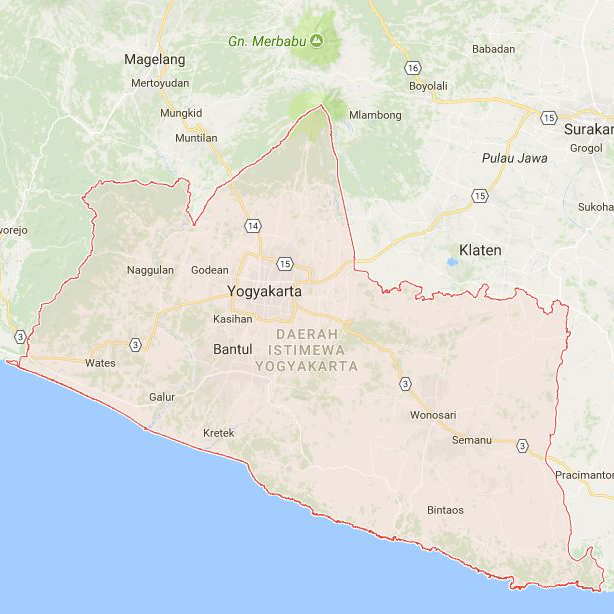 Gn. Merbabu
Babadan
Magelang
16
Mertoyudan
Boyolali
Mungkid
Mlambong
15
Surakar
Muntilan
Grogol
Pulau Jawa
15
Sukoha
14
vorejo
Klaten
15
Naggulan
Godean
Yogyakarta
Kasihan
3
3
DAERAH
ISTIMEWA
YOGYAKARTA
Bantul
Wates
3
Galur
Wonosari
Kretek
Semanu
3
Pracimantor
Bintaos